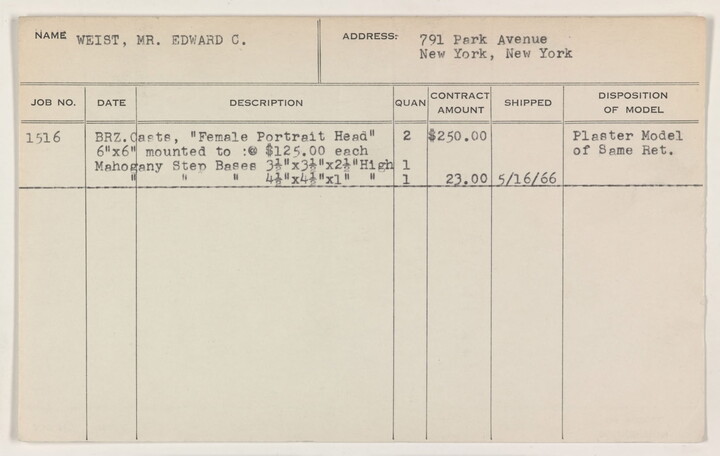 NAME WEIST, MR. EDWARD C. ADDRESS: 791 Park Avenue
New York, New York
JOB NO. DATE DESCRIPTION QUAN CONTRACT AMOUNT SHIPPED DISPOSITION OF MODEL
1516 BRZ.Casts, "Female Portrait Head" 2 $250.00 Plaster Model
6"x6" mounted to :@ $125.00 each of Same Ret.
Mahogany Step Bases 3½"x3½"x2½"High 1
" " " 4½"x4½"x1" " 1 23.00 5/16/66